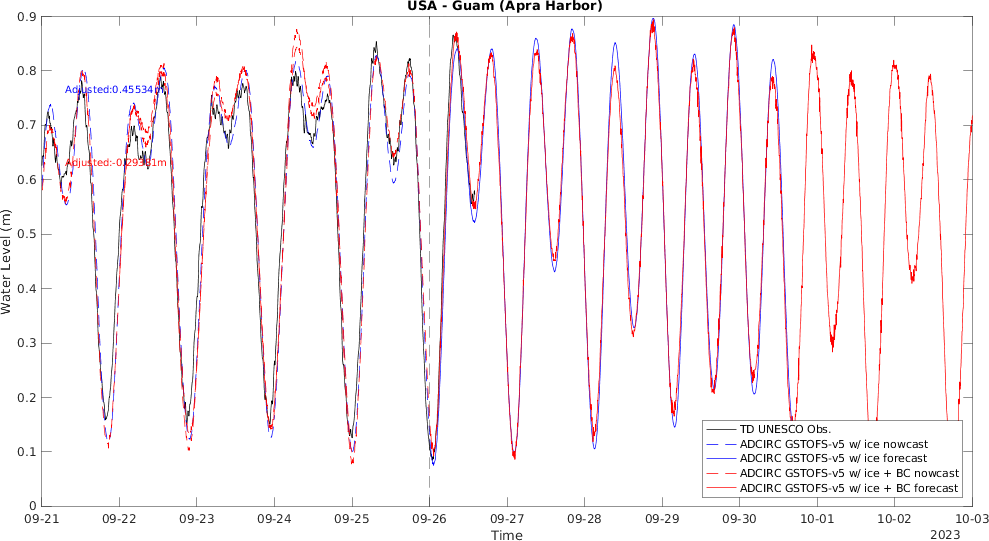 USA - Guam (Apra Harbor)
0.9
0.8
0.7
0.6
0.5
0.4
0.3
0.2
0.1
0
Water Level (m)
Adjusted:0.45534
TD UNESCO Obs.
ADCIRC GSTOFS-v5 w/ ice nowcast
ADCIRC GSTOFS-v5 w/ ice forecast
ADCIRC GSTOFS-v5 w/ ice + BC nowcast
ADCIRC GSTOFS-v5 w/ ice + BC forecast
09-21 09-22 09-23 09-24 09-25 09-26 09-27 09-28 09-29 09-30 10-01 10-02 10-03
Time
2023